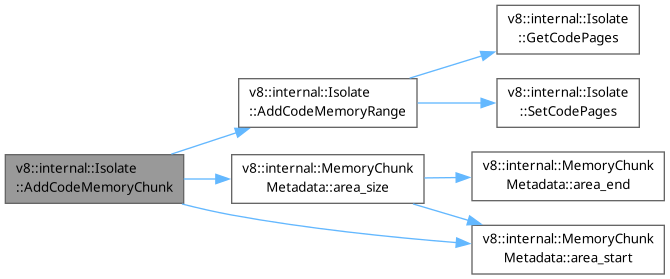 v8::internal::Isolate
::GetCodePages
v8::internal::Isolate
::AddCodeMemoryRange
v8::internal::Isolate
::SetCodePages
v8::internal::Isolate
::AddCodeMemoryChunk
v8::internal::MemoryChunk
Metadata::area_size
v8::internal::MemoryChunk
Metadata::area_end
v8::internal::MemoryChunk
Metadata::area_start